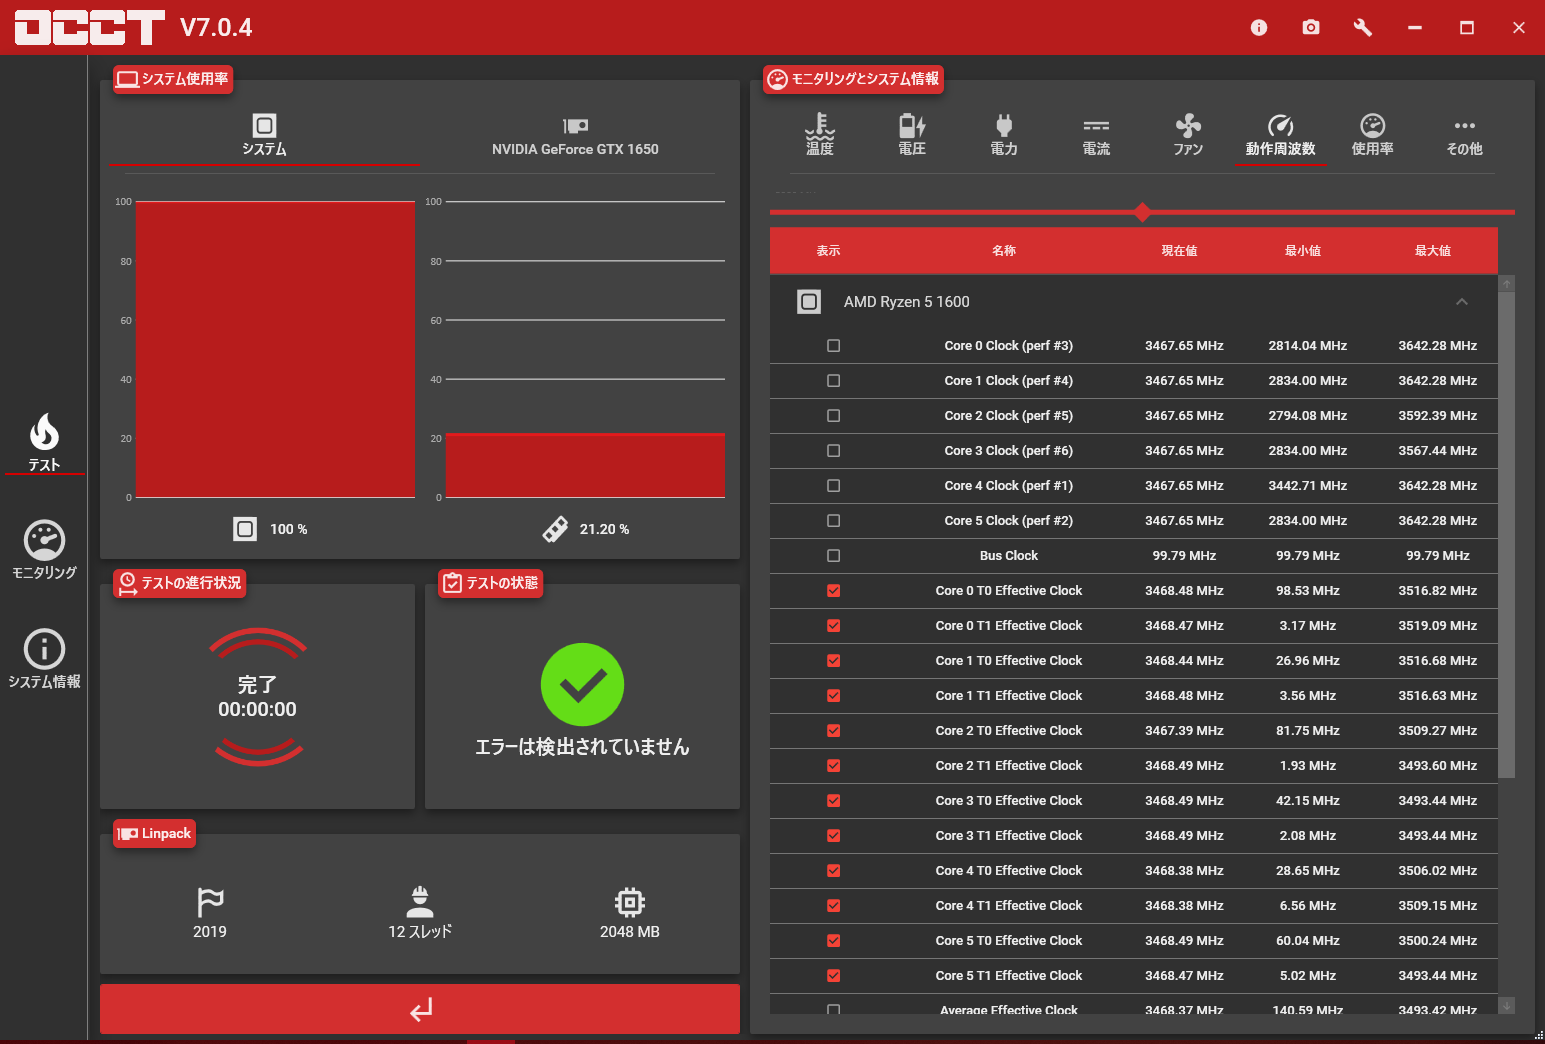 OCCT V7.0.4
システム使用率
システム
NVIDIA GeForce GTX 1650
100
80
60
40
20
0
100
80
60
40
20
0
100 %
21.20 %
テスト
モニタリング
システム情報
テストの進行状況
完了
00:00:00
テストの状態
エラーは検出されていません
Linpack
2019
12 スレッド
2048 MB
モニタリングとシステム情報
温度 電圧 電力 電流 ファン 動作周波数 使用率 その他
表示 名称 現在値 最小値 最大値
AMD Ryzen 5 1600
Core 0 Clock (perf #3) 3467.65 MHz 2814.04 MHz 3642.28 MHz
Core 1 Clock (perf #4) 3467.65 MHz 2834.00 MHz 3642.28 MHz
Core 2 Clock (perf #5) 3467.65 MHz 2794.08 MHz 3592.39 MHz
Core 3 Clock (perf #6) 3467.65 MHz 2834.00 MHz 3567.44 MHz
Core 4 Clock (perf #1) 3467.65 MHz 3442.71 MHz 3642.28 MHz
Core 5 Clock (perf #2) 3467.65 MHz 2834.00 MHz 3642.28 MHz
Bus Clock 99.79 MHz 99.79 MHz 99.79 MHz
Core 0 T0 Effective Clock 3468.48 MHz 98.53 MHz 3516.82 MHz
Core 0 T1 Effective Clock 3468.47 MHz 3.17 MHz 3519.09 MHz
Core 1 T0 Effective Clock 3468.44 MHz 26.96 MHz 3516.68 MHz
Core 1 T1 Effective Clock 3468.48 MHz 3.56 MHz 3516.63 MHz
Core 2 T0 Effective Clock 3467.39 MHz 81.75 MHz 3509.27 MHz
Core 2 T1 Effective Clock 3468.49 MHz 1.93 MHz 3493.60 MHz
Core 3 T0 Effective Clock 3468.49 MHz 42.15 MHz 3493.44 MHz
Core 3 T1 Effective Clock 3468.49 MHz 2.08 MHz 3493.44 MHz
Core 4 T0 Effective Clock 3468.38 MHz 28.65 MHz 3506.02 MHz
Core 4 T1 Effective Clock 3468.38 MHz 6.56 MHz 3509.15 MHz
Core 5 T0 Effective Clock 3468.49 MHz 60.04 MHz 3500.24 MHz
Core 5 T1 Effective Clock 3468.47 MHz 5.02 MHz 3493.44 MHz
Average Effective Clock 3468.37 MHz 140.59 MHz 3493.42 MHz